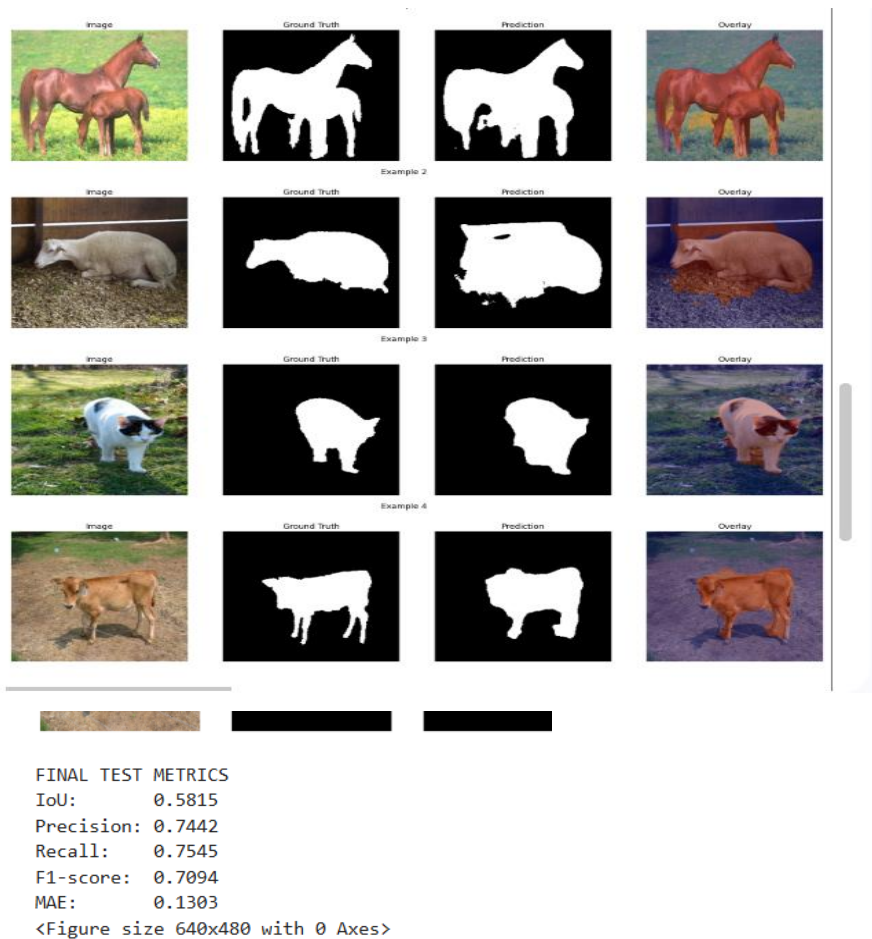 Image Ground Truth Prediction Overlay
Example 2
Image Ground Truth Prediction Overlay
Example 3
Image Ground Truth Prediction Overlay
Example 4
Image Ground Truth Prediction Overlay
FINAL TEST METRICS
IoU: 0.5815
Precision: 0.7442
Recall: 0.7545
F1-score: 0.7094
MAE: 0.1303
<Figure size 640x480 with 0 Axes>